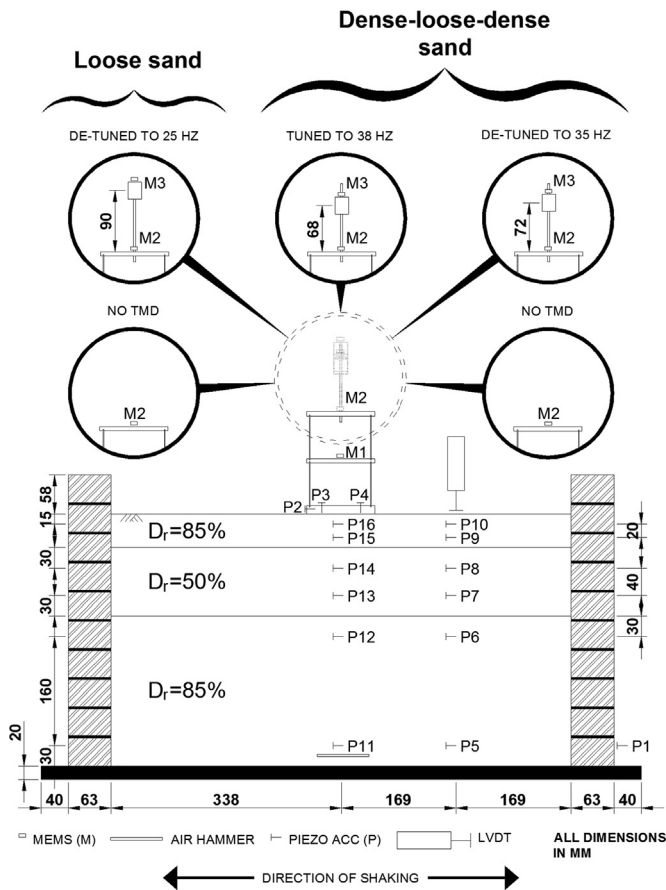 Dense-loose-dense
sand
Loose sand
DE-TUNED TO 25 HZ
TUNED TO 38 HZ
DE-TUNED TO 35 HZ
M3
90
M2
M3
68
M2
M3
72
M2
NO TMD
NO TMD
M2
M2
M2
M1
P2
P3
P4
58
15
30
30
160
30
20
Dr=85%
P16
P15
P10
P9
20
Dr=50%
P14
P13
P8
P7
40
30
P12
P6
Dr=85%
P11
P5
P1
40
63
338
169
169
63
40
MEMS (M)
AIR HAMMER
PIEZO ACC (P)
LVDT
ALL DIMENSIONS
IN MM
DIRECTION OF SHAKING